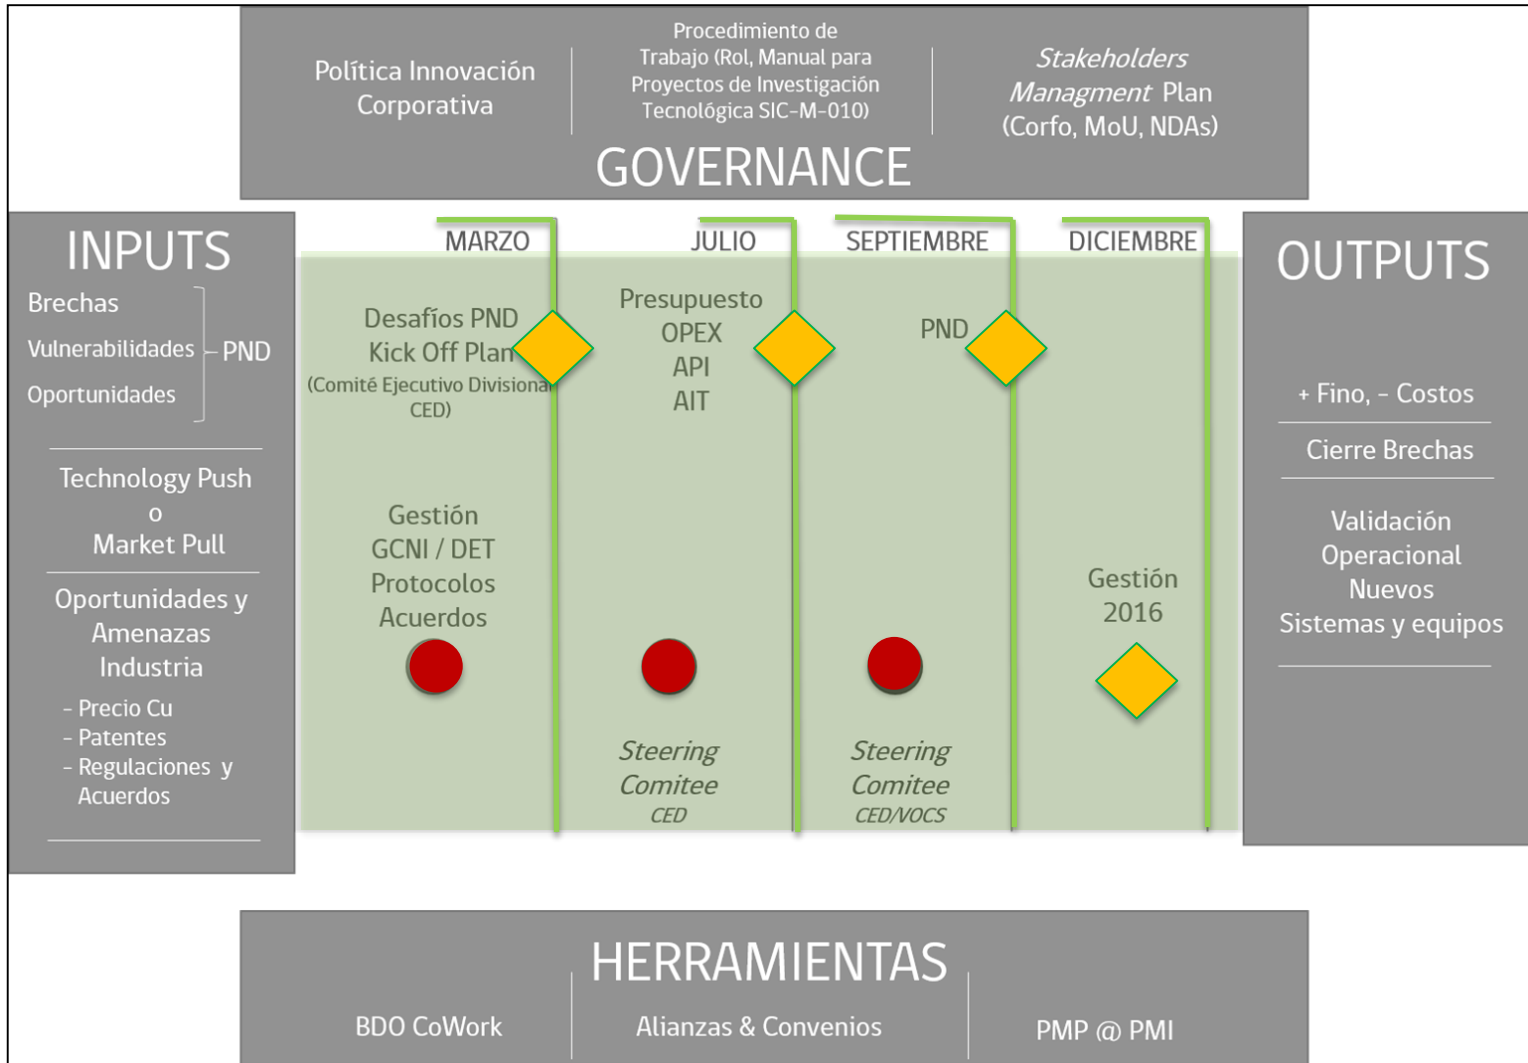 Política Innovación
Corporativa
Procedimiento de
Trabajo (Rol, Manual para
Proyectos de Investigación
Tecnológica SIC-M-010)
Stakeholders
Managment Plan
(Corfo, MoU, NDAs)
GOVERNANCE
INPUTS
Brechas
Vulnerabilidades
Oportunidades
PND
Technology Push
o
Market Pull
Oportunidades y
Amenazas
Industria
- Precio Cu
- Patentes
- Regulaciones y
Acuerdos
MARZO
JULIO
SEPTIEMBRE
DICIEMBRE
Desafíos PND
Kick Off Plan
(Comité Ejecutivo Divisional
CED)
Presupuesto
OPEX
API
AIT
PND
Gestión
GCNI / DET
Protocolos
Acuerdos
Gestión
2016
Steering
Comitee
CED
Steering
Comitee
CED/VOCS
OUTPUTS
+ Fino, - Costos
Cierre Brechas
Validación
Operacional
Nuevos
Sistemas y equipos
HERRAMIENTAS
BDO CoWork
Alianzas & Convenios
PMP @ PMI